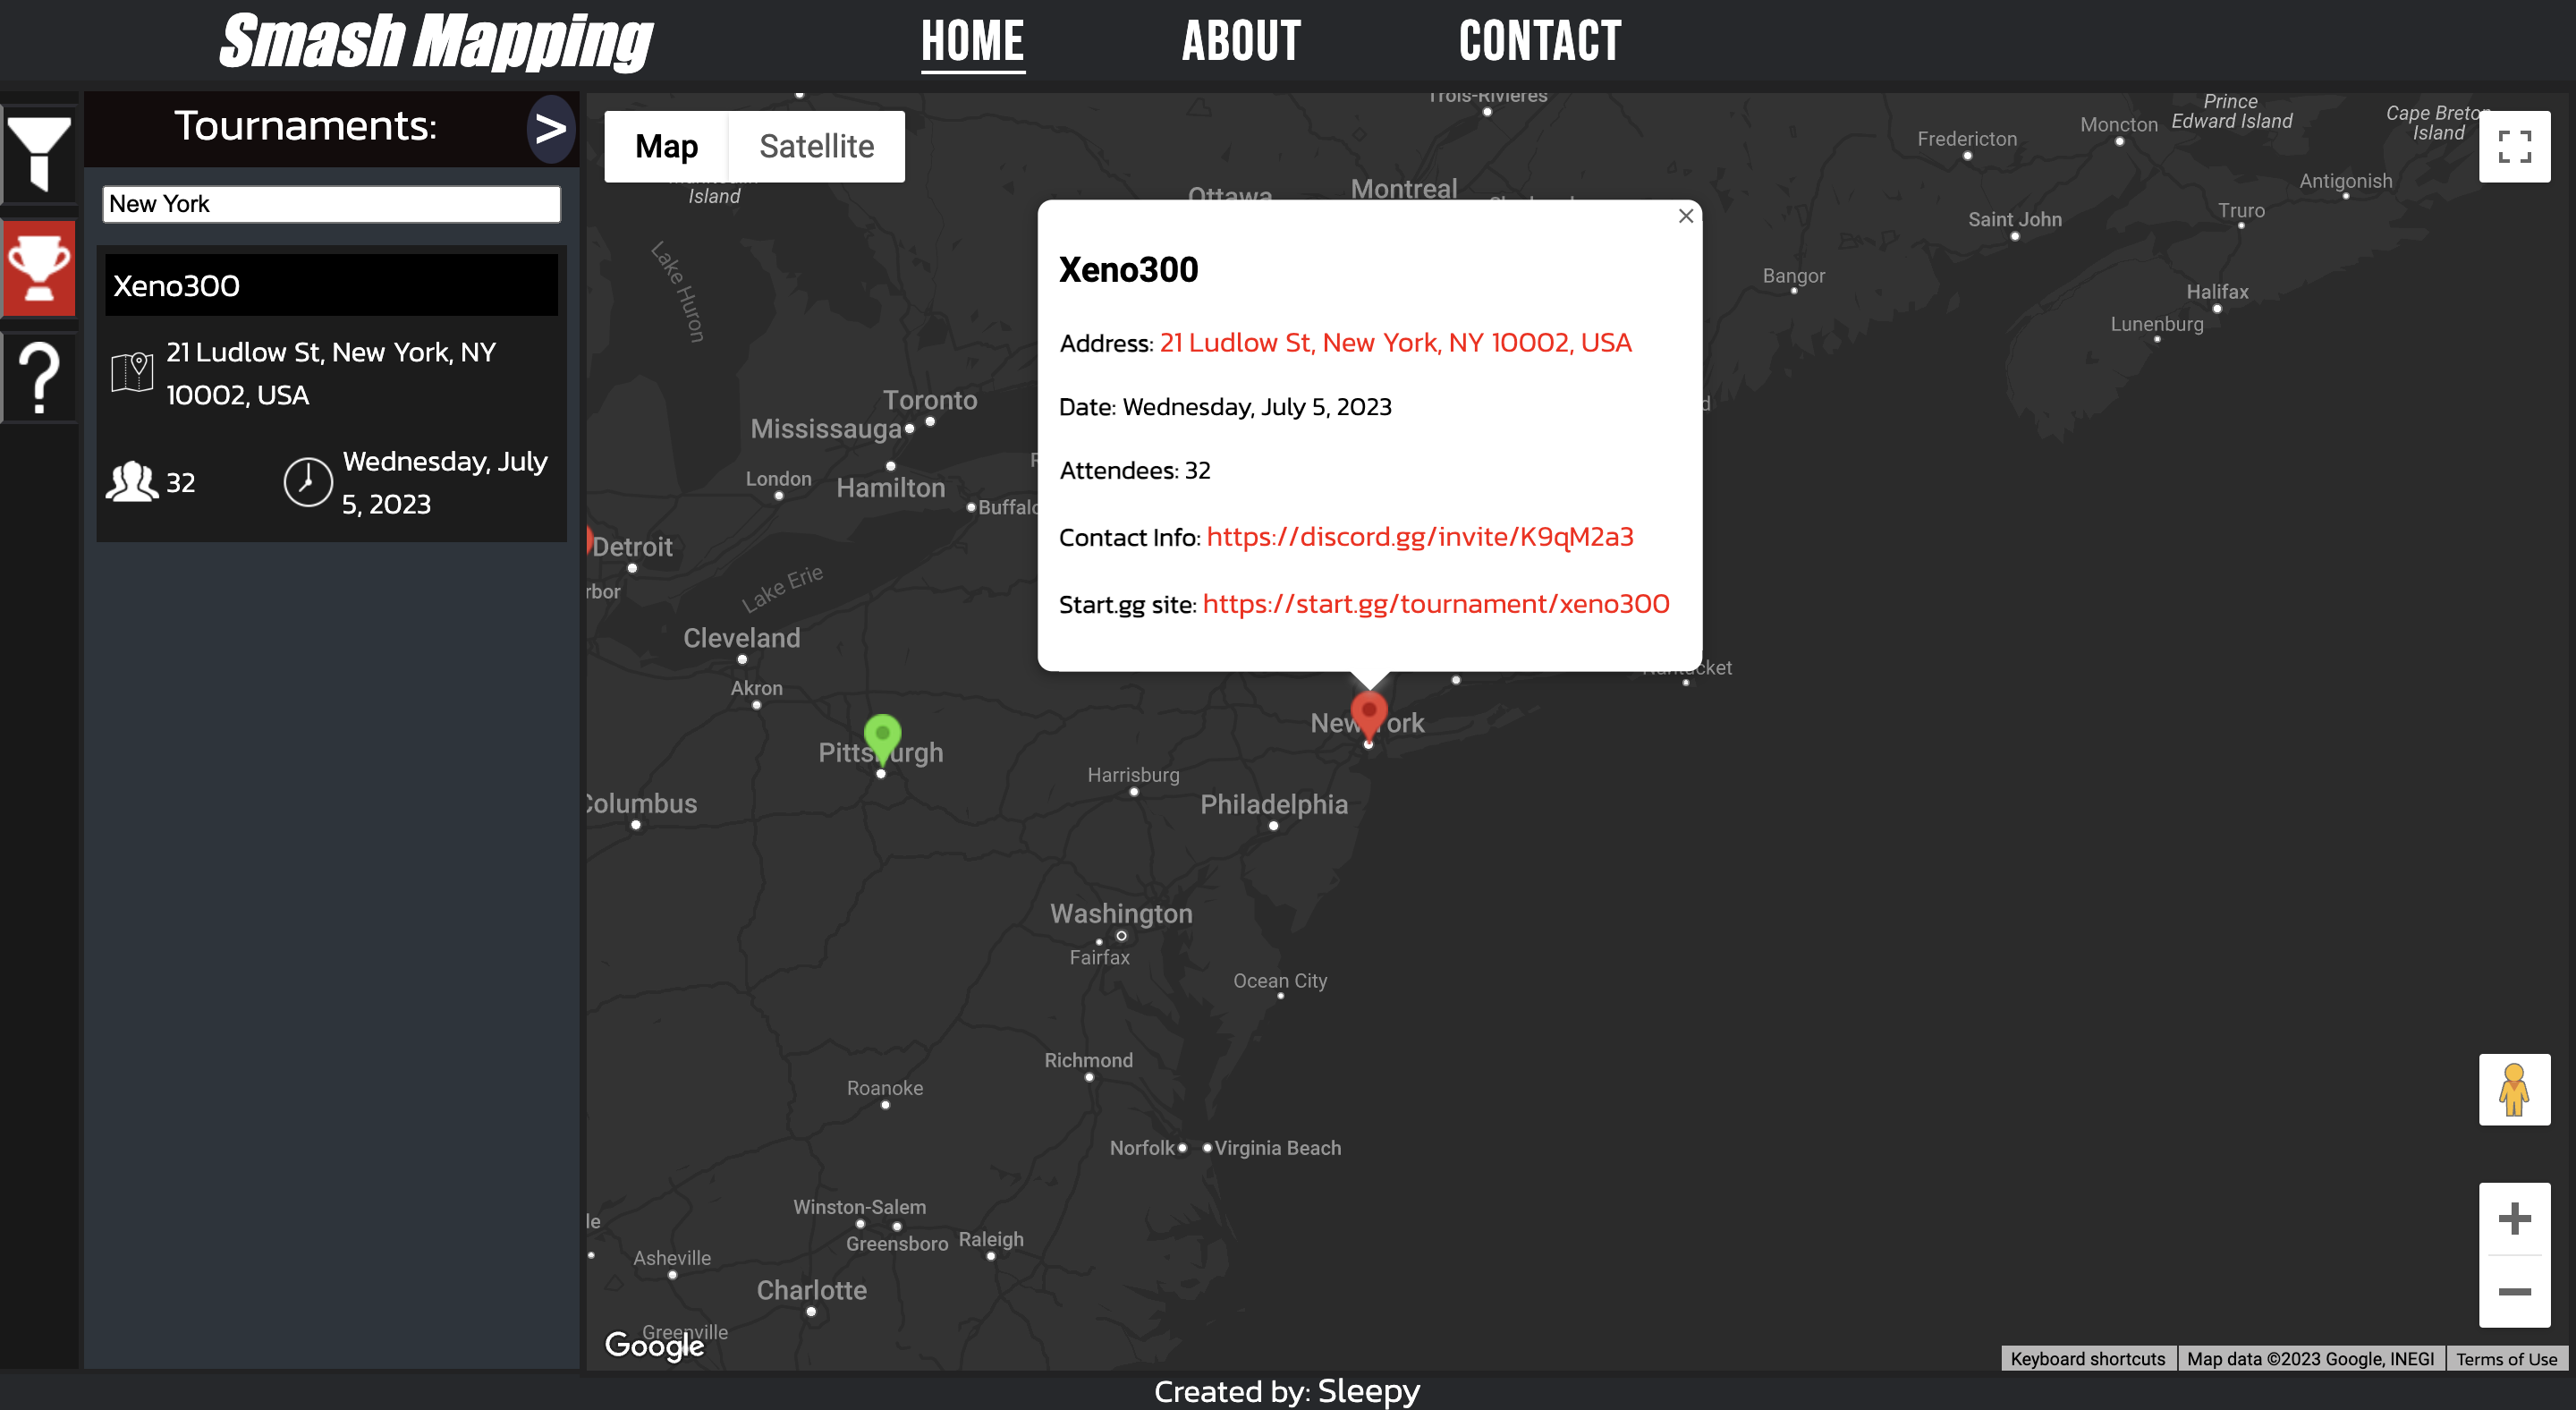 Smash Mapping
HOME
ABOUT
CONTACT
Tournaments:
>
New York
Xeno300
21 Ludlow St, New York, NY
10002, USA
32
Wednesday, July
5, 2023
Map
Satellite
Island
Trois-Rivières
Ottawa
Montreal
Prince
Edward Island
Cape Breton
Island
Fredericton
Moncton
Antigonish
Saint John
Truro
Bangor
Halifax
Lunenburg
Lake Huron
Xeno300
Address: 21 Ludlow St, New York, NY 10002, USA
Date: Wednesday, July 5, 2023
Attendees: 32
Contact Info: https://discord.gg/invite/K9qM2a3
Start.gg site: https://start.gg/tournament/xeno300
Toronto
Mississauga
London
Hamilton
Buffalo
Detroit
rbor
Lake Erie
Cleveland
Akron
Nantucket
New York
Pittsburgh
Harrisburg
Columbus
Philadelphia
Washington
Fairfax
Ocean City
Richmond
Roanoke
Norfolk
Virginia Beach
Winston-Salem
le
Greensboro
Raleigh
Asheville
Charlotte
Greenville
Google
Keyboard shortcuts
Map data ©2023 Google, INEGI
Terms of Use
Created by: Sleepy